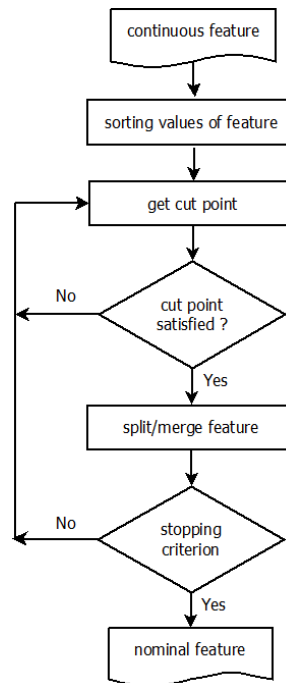 continuous feature
sorting values of feature
get cut point
No
cut point
satisfied ?
Yes
split/merge feature
No
stopping
criterion
Yes
nominal feature